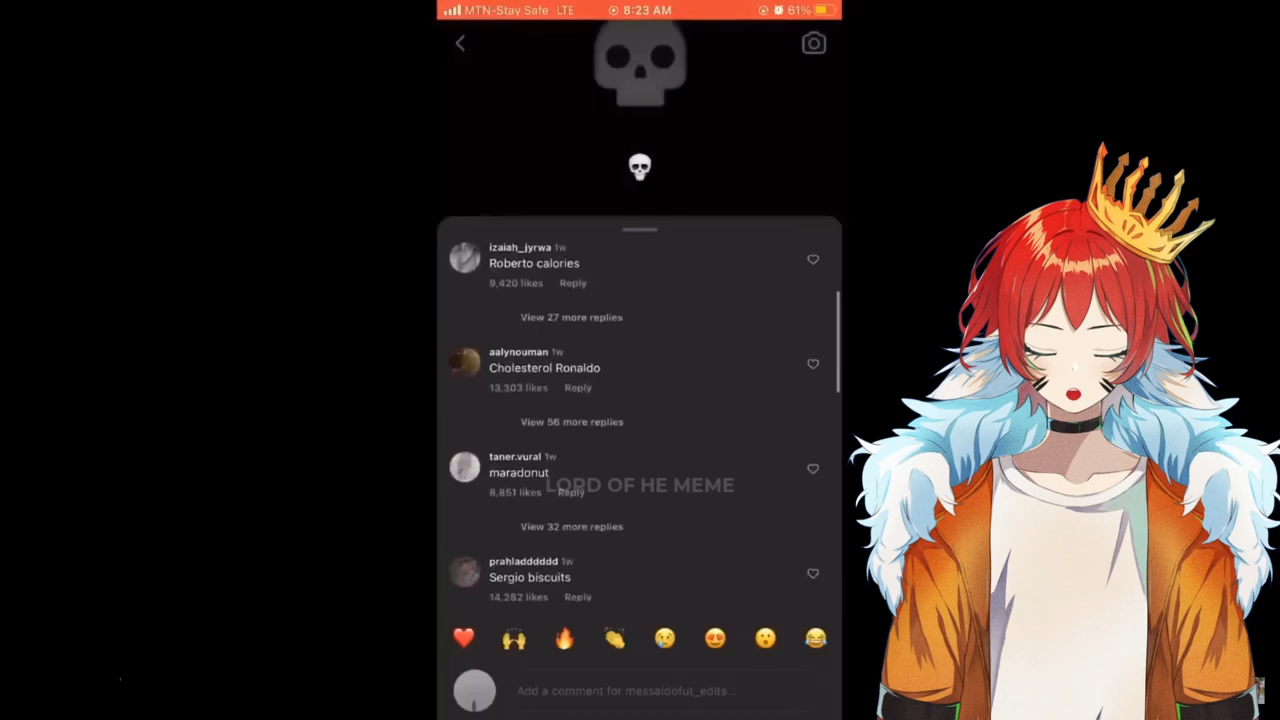 MTN-Stay Safe LTE 8:23 AM 61%
izaiah_jyrwa 1w
Roberto calories
9,420 likes Reply
View 27 more replies
aalynouman 1w
Cholesterol Ronaldo
13,303 likes Reply
View 56 more replies
taner.vural 1w
maradonut
LORD OF HE MEME
8,851 likes Reply
View 32 more replies
prahladddddd 1w
Sergio biscuits
14,282 likes Reply
Add a comment for messaidofut_edits...